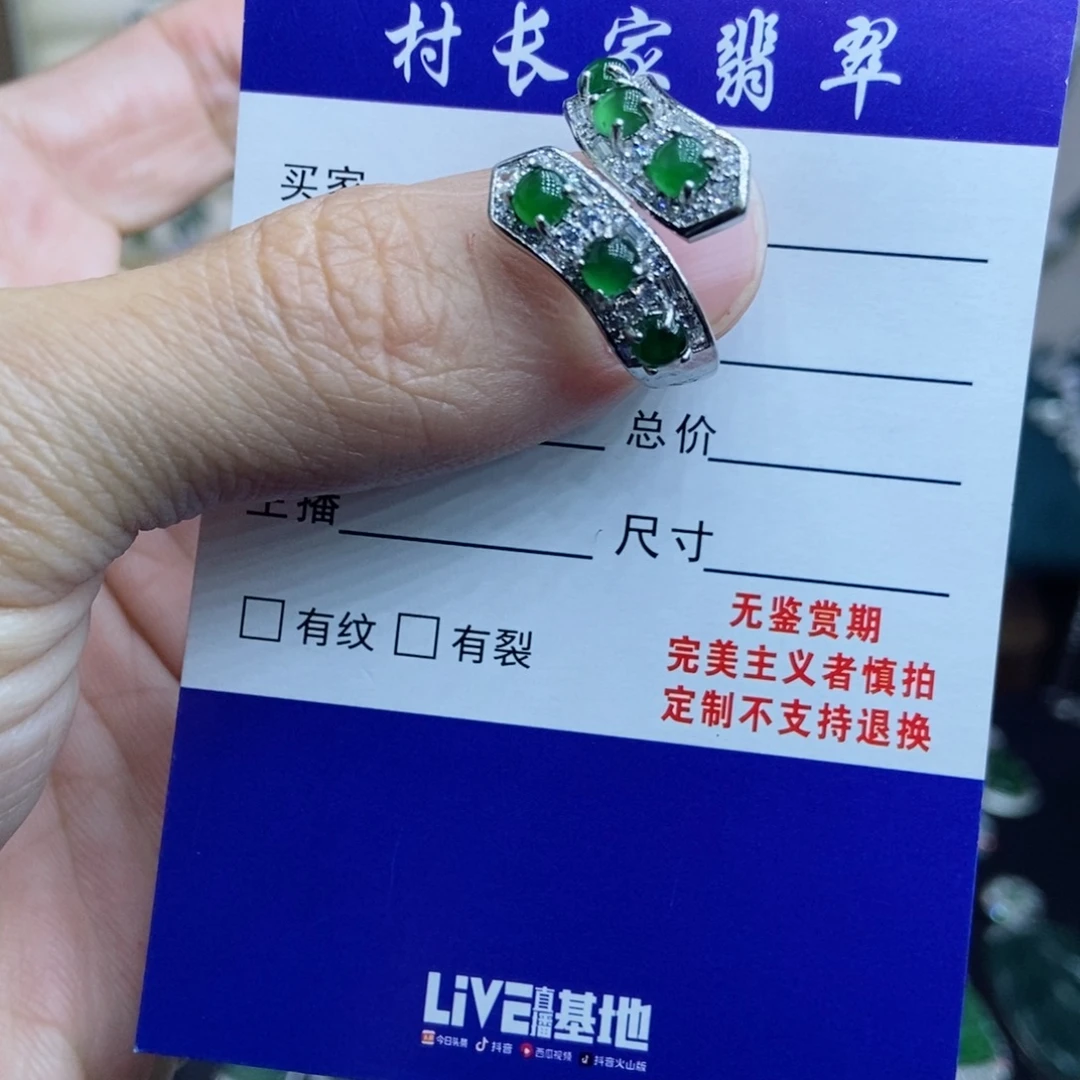 村长家翡翠
买家
总价
主播 尺寸
有纹 有裂
无鉴赏期
完美主义者慎拍
定制不支持退换
LiVE直播基地
今日头条 抖音 西瓜视频 抖音火山版